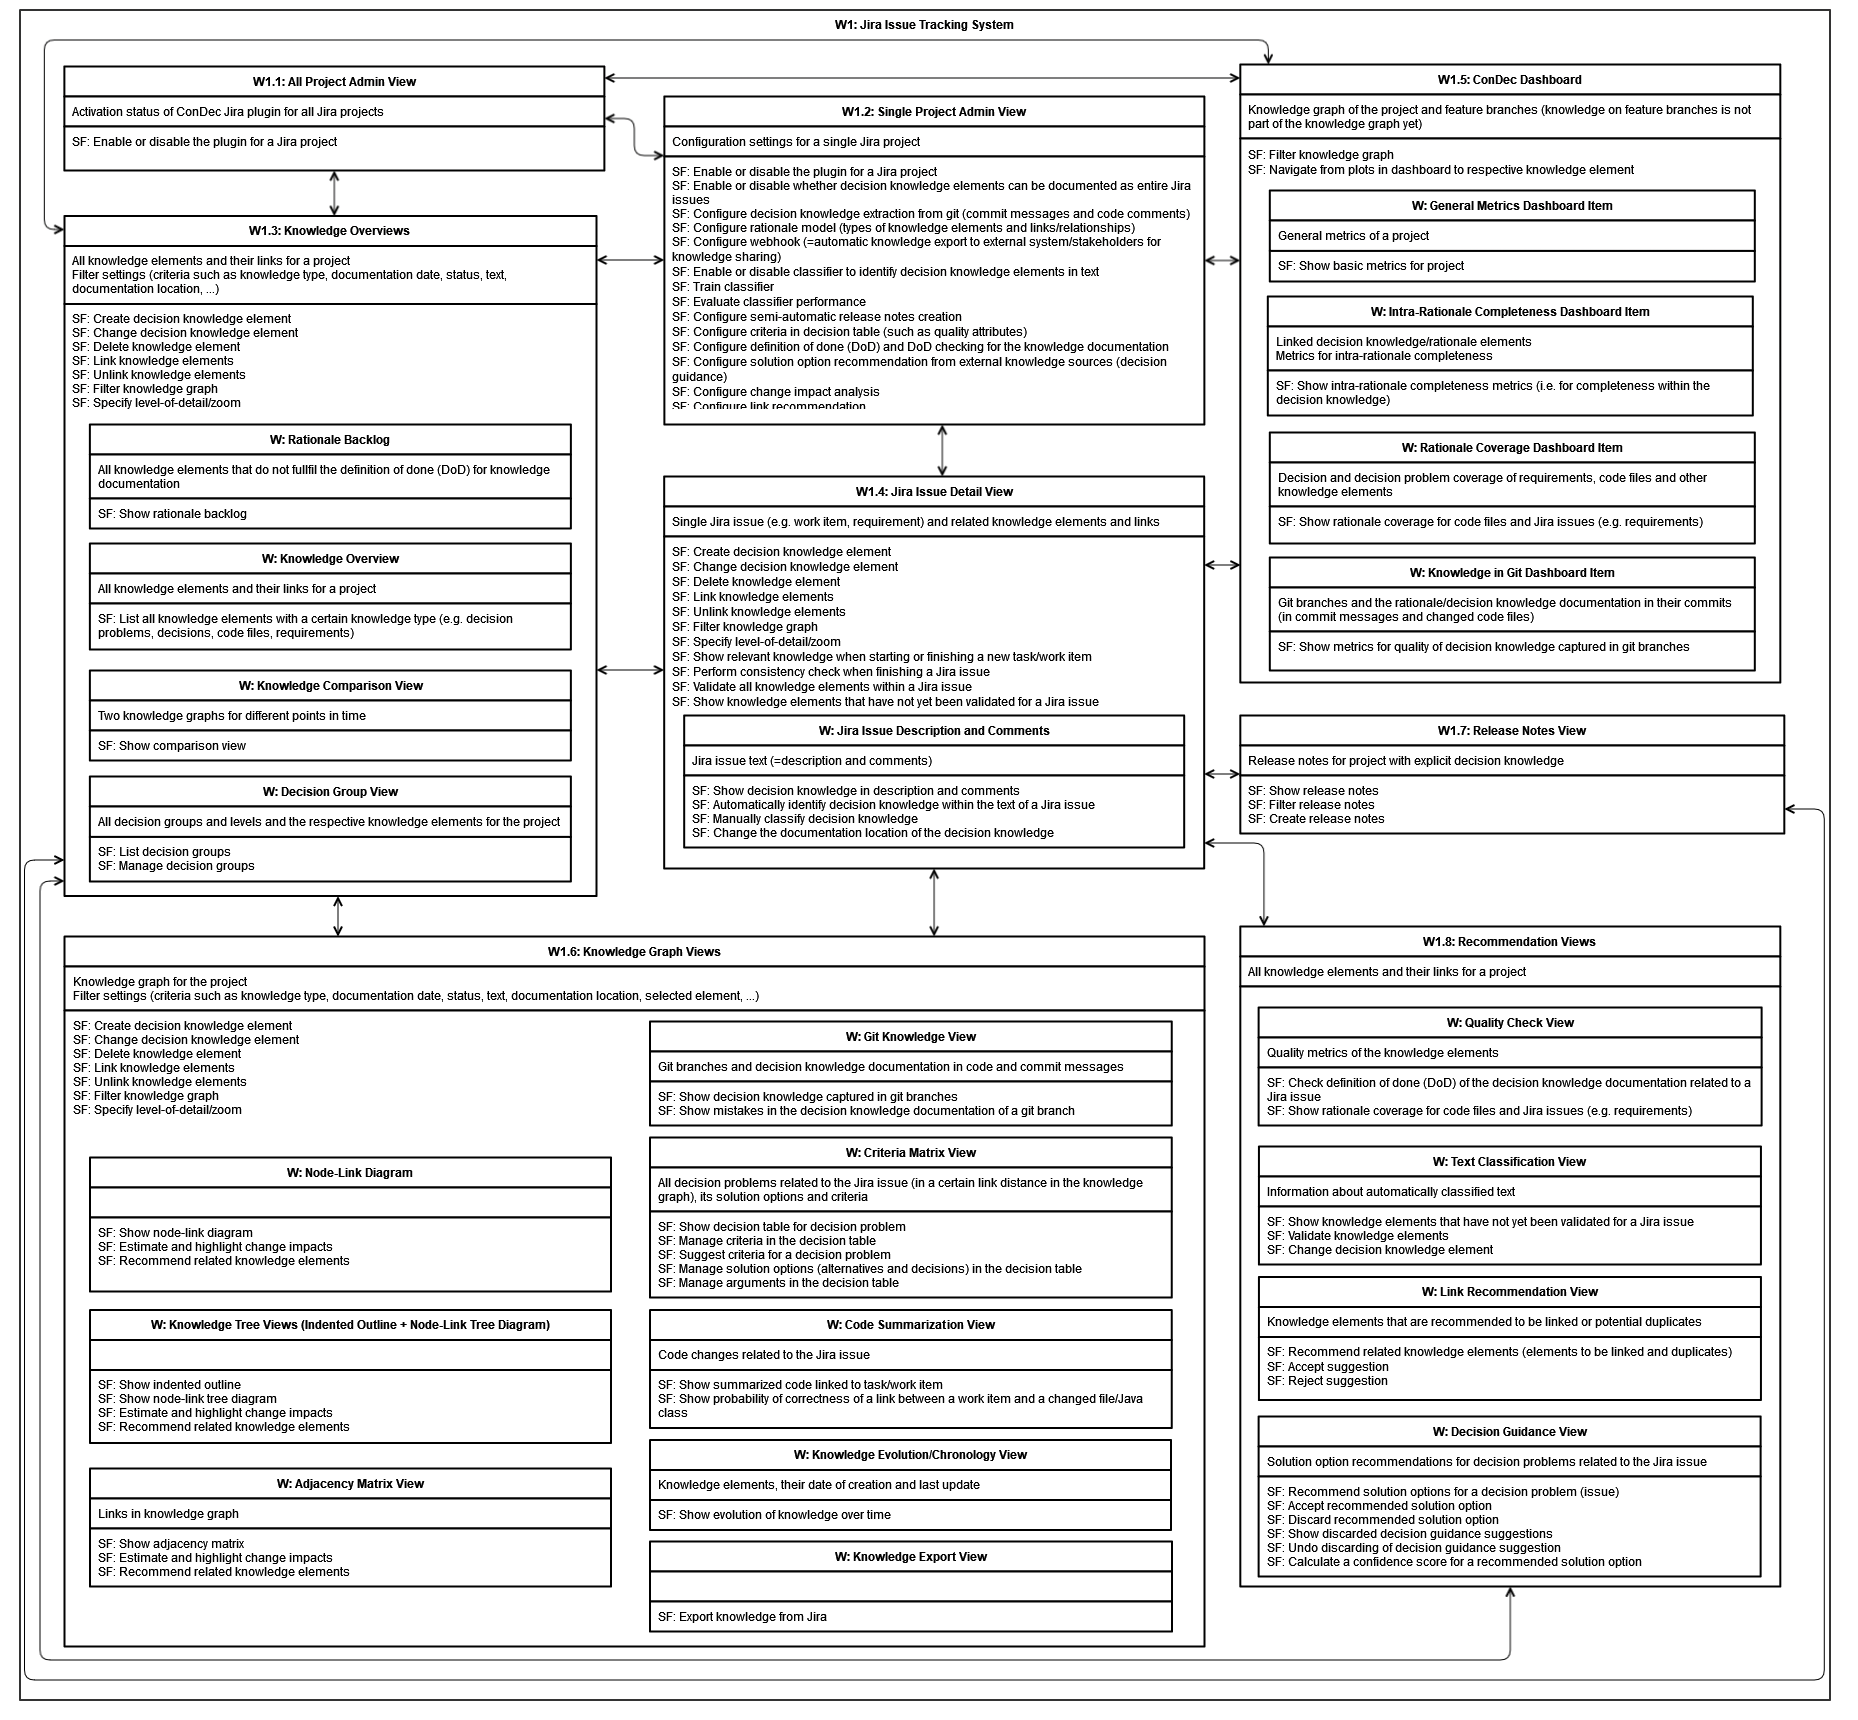 W1: Jira Issue Tracking System
W1.1: All Project Admin View
Activation status of ConDec Jira plugin for all Jira projects
SF: Enable or disable the plugin for a Jira project
W1.2: Single Project Admin View
Configuration settings for a single Jira project
SF: Enable or disable the plugin for a Jira project
SF: Enable or disable whether decision knowledge elements can be documented as entire Jira
issues
SF: Configure decision knowledge extraction from git (commit messages and code comments)
SF: Configure rationale model (types of knowledge elements and links/relationships)
SF: Configure webhook (=automatic knowledge export to external system/stakeholders for
knowledge sharing)
SF: Enable or disable classifier to identify decision knowledge elements in text
SF: Train classifier
SF: Evaluate classifier performance
SF: Configure semi-automatic release notes creation
SF: Configure criteria in decision table (such as quality attributes)
SF: Configure definition of done (DoD) and DoD checking for the knowledge documentation
SF: Configure solution option recommendation from external knowledge sources (decision
guidance)
SF: Configure change impact analysis
SF: Configure link recommendation
W1.3: Knowledge Overviews
All knowledge elements and their links for a project
Filter settings (criteria such as knowledge type, documentation date, status, text,
documentation location, ...)
SF: Create decision knowledge element
SF: Change decision knowledge element
SF: Delete knowledge element
SF: Link knowledge elements
SF: Unlink knowledge elements
SF: Filter knowledge graph
SF: Specify level-of-detail/zoom
W: Rationale Backlog
All knowledge elements that do not fullfil the definition of done (DoD) for knowledge
documentation
SF: Show rationale backlog
W: Knowledge Overview
All knowledge elements and their links for a project
SF: List all knowledge elements with a certain knowledge type (e.g. decision
problems, decisions, code files, requirements)
W: Knowledge Comparison View
Two knowledge graphs for different points in time
SF: Show comparison view
W: Decision Group View
All decision groups and levels and the respective knowledge elements for the project
SF: List decision groups
SF: Manage decision groups
W1.4: Jira Issue Detail View
Single Jira issue (e.g. work item, requirement) and related knowledge elements and links
SF: Create decision knowledge element
SF: Change decision knowledge element
SF: Delete knowledge element
SF: Link knowledge elements
SF: Unlink knowledge elements
SF: Filter knowledge graph
SF: Specify level-of-detail/zoom
SF: Show relevant knowledge when starting or finishing a new task/work item
SF: Perform consistency check when finishing a Jira issue
SF: Validate all knowledge elements within a Jira issue
SF: Show knowledge elements that have not yet been validated for a Jira issue
W: Jira Issue Description and Comments
Jira issue text (=description and comments)
SF: Show decision knowledge in description and comments
SF: Automatically identify decision knowledge within the text of a Jira issue
SF: Manually classify decision knowledge
SF: Change the documentation location of the decision knowledge
W1.5: ConDec Dashboard
Knowledge graph of the project and feature branches (knowledge on feature branches is not
part of the knowledge graph yet)
SF: Filter knowledge graph
SF: Navigate from plots in dashboard to respective knowledge element
W: General Metrics Dashboard Item
General metrics of a project
SF: Show basic metrics for project
W: Intra-Rationale Completeness Dashboard Item
Linked decision knowledge/rationale elements
Metrics for intra-rationale completeness
SF: Show intra-rationale completeness metrics (i.e. for completeness within the
decision knowledge)
W: Rationale Coverage Dashboard Item
Decision and decision problem coverage of requirements, code files and other
knowledge elements
SF: Show rationale coverage for code files and Jira issues (e.g. requirements)
W: Knowledge in Git Dashboard Item
Git branches and the rationale/decision knowledge documentation in their commits
(in commit messages and changed code files)
SF: Show metrics for quality of decision knowledge captured in git branches
W1.7: Release Notes View
Release notes for project with explicit decision knowledge
SF: Show release notes
SF: Filter release notes
SF: Create release notes
W1.6: Knowledge Graph Views
Knowledge graph for the project
Filter settings (criteria such as knowledge type, documentation date, status, text, documentation location, selected element, ...)
SF: Create decision knowledge element
SF: Change decision knowledge element
SF: Delete knowledge element
SF: Link knowledge elements
SF: Unlink knowledge elements
SF: Filter knowledge graph
SF: Specify level-of-detail/zoom
W: Node-Link Diagram
SF: Show node-link diagram
SF: Estimate and highlight change impacts
SF: Recommend related knowledge elements
W: Knowledge Tree Views (Indented Outline + Node-Link Tree Diagram)
SF: Show indented outline
SF: Show node-link tree diagram
SF: Estimate and highlight change impacts
SF: Recommend related knowledge elements
W: Adjacency Matrix View
Links in knowledge graph
SF: Show adjacency matrix
SF: Estimate and highlight change impacts
SF: Recommend related knowledge elements
W: Git Knowledge View
Git branches and decision knowledge documentation in code and commit messages
SF: Show decision knowledge captured in git branches
SF: Show mistakes in the decision knowledge documentation of a git branch
W: Criteria Matrix View
All decision problems related to the Jira issue (in a certain link distance in the knowledge
graph), its solution options and criteria
SF: Show decision table for decision problem
SF: Manage criteria in the decision table
SF: Suggest criteria for a decision problem
SF: Manage solution options (alternatives and decisions) in the decision table
SF: Manage arguments in the decision table
W: Code Summarization View
Code changes related to the Jira issue
SF: Show summarized code linked to task/work item
SF: Show probability of correctness of a link between a work item and a changed file/Java
class
W: Knowledge Evolution/Chronology View
Knowledge elements, their date of creation and last update
SF: Show evolution of knowledge over time
W: Knowledge Export View
SF: Export knowledge from Jira
W1.8: Recommendation Views
All knowledge elements and their links for a project
W: Quality Check View
Quality metrics of the knowledge elements
SF: Check definition of done (DoD) of the decision knowledge documentation related to a
Jira issue
SF: Show rationale coverage for code files and Jira issues (e.g. requirements)
W: Text Classification View
Information about automatically classified text
SF: Show knowledge elements that have not yet been validated for a Jira issue
SF: Validate knowledge elements
SF: Change decision knowledge element
W: Link Recommendation View
Knowledge elements that are recommended to be linked or potential duplicates
SF: Recommend related knowledge elements (elements to be linked and duplicates)
SF: Accept suggestion
SF: Reject suggestion
W: Decision Guidance View
Solution option recommendations for decision problems related to the Jira issue
SF: Recommend solution options for a decision problem (issue)
SF: Accept recommended solution option
SF: Discard recommended solution option
SF: Show discarded decision guidance suggestions
SF: Undo discarding of decision guidance suggestion
SF: Calculate a confidence score for a recommended solution option